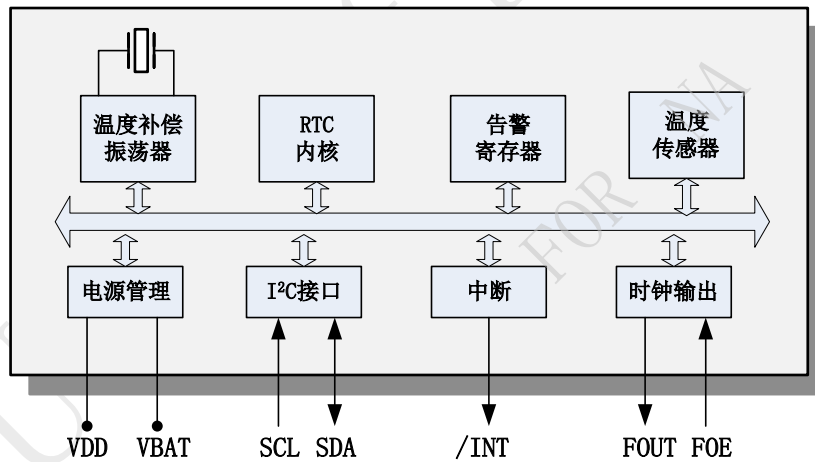 温度补偿
振荡器
RTC
内核
告警
寄存器
温度
传感器
电源管理
I²C接口
中断
时钟输出
VDD VBAT SCL SDA /INT FOUT FOE
FOR
NA